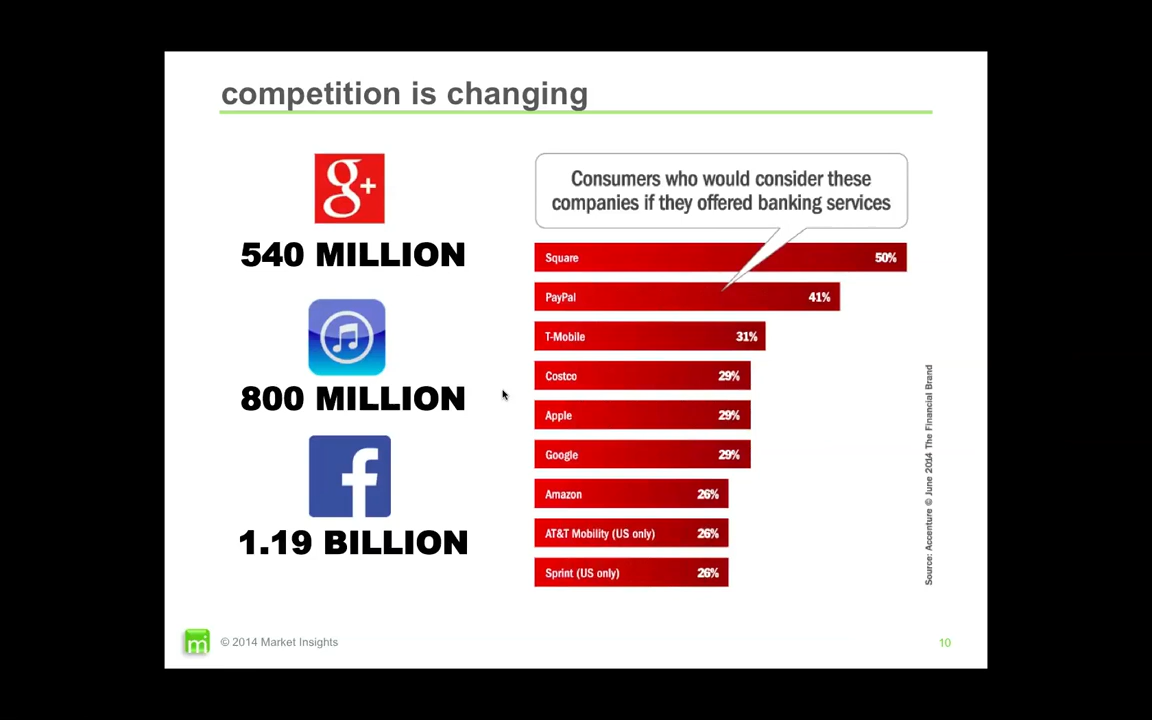 competition is changing
g+
540 MILLION
800 MILLION
f
1.19 BILLION
Consumers who would consider these
companies if they offered banking services
Square 50%
PayPal 41%
T-Mobile 31%
Costco 29%
Apple 29%
Google 29%
Amazon 26%
AT&T Mobility (US only) 26%
Sprint (US only) 26%
Source: Accenture © June 2014 The Financial Brand
m
© 2014 Market Insights
10